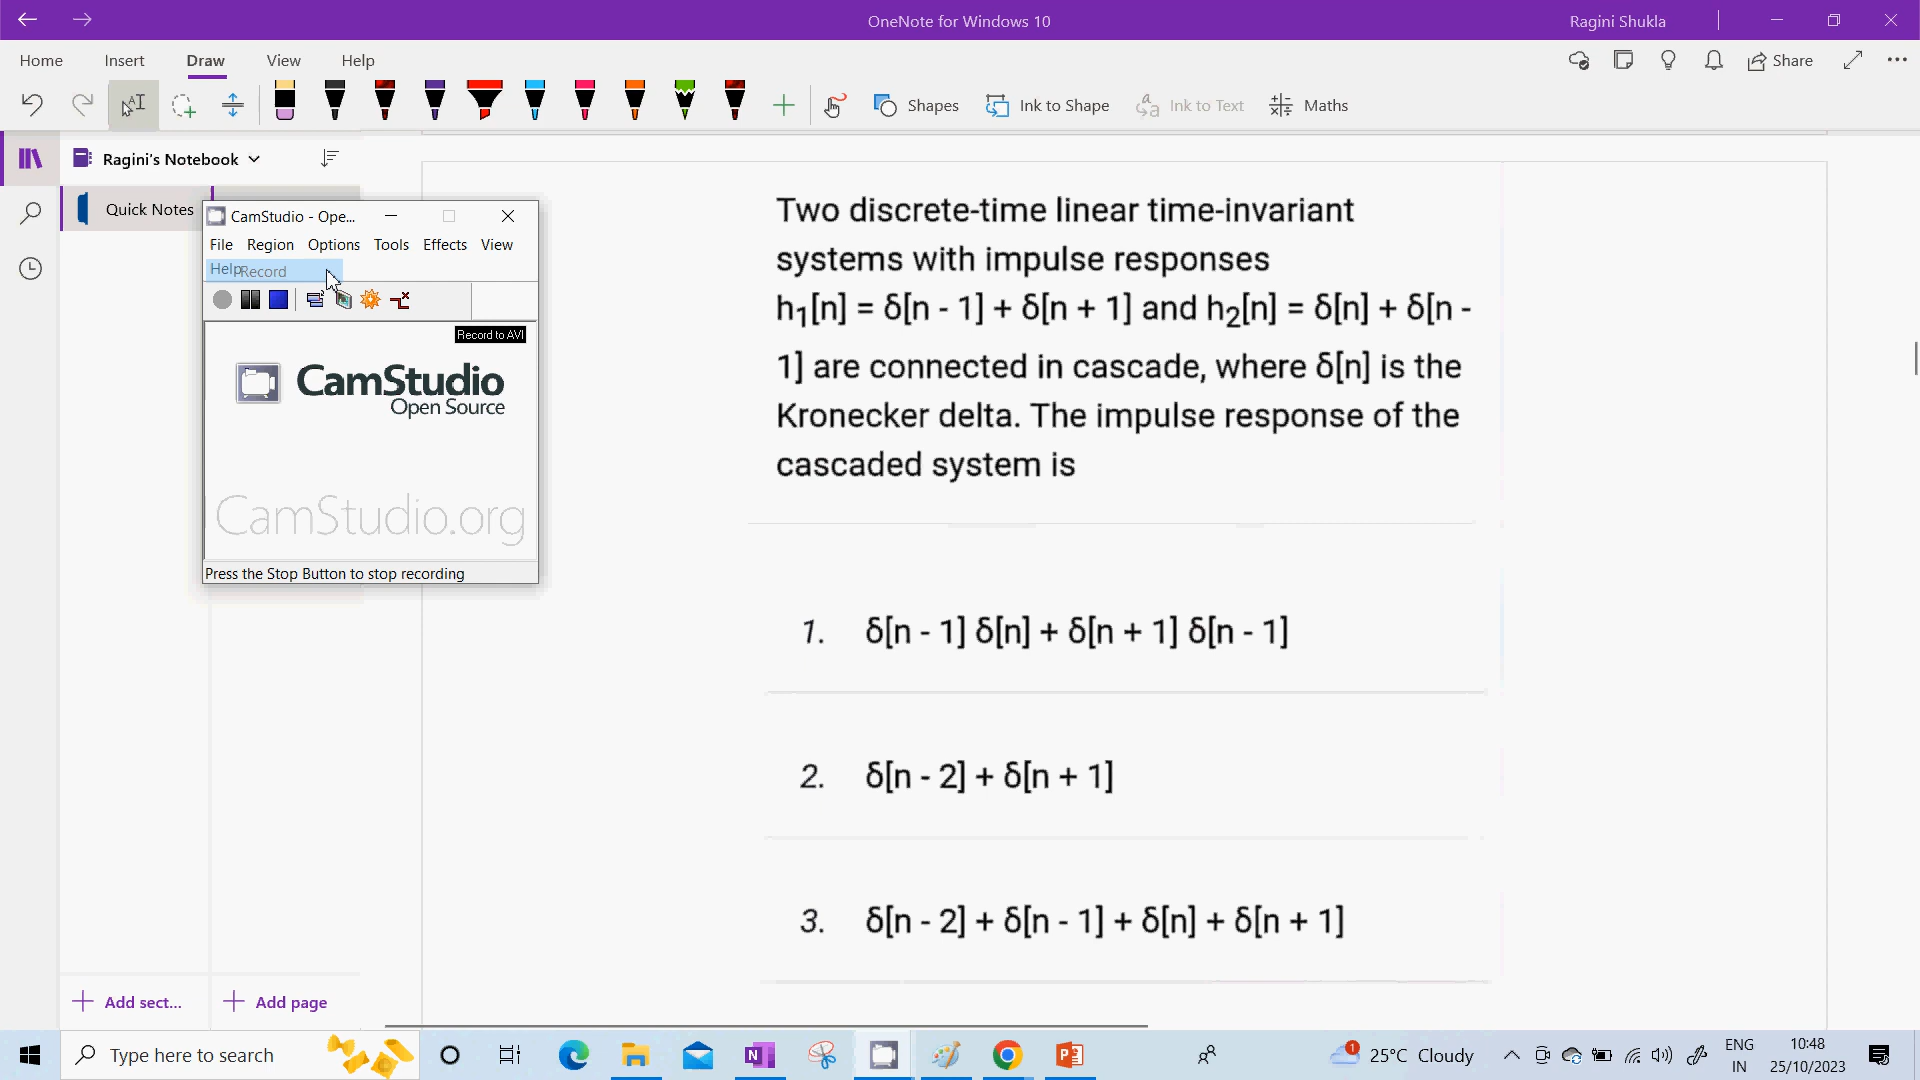 OneNote for Windows 10
Ragini Shukla
Home Insert Draw View Help
Share
Shapes Ink to Shape Ink to Text Maths
Ragini's Notebook
Quick Notes
CamStudio - Ope...
File Region Options Tools Effects View
Help Record
Record to AVI
CamStudio
Open Source
CamStudio.org
Press the Stop Button to stop recording
Two discrete-time linear time-invariant
systems with impulse responses
h₁[n] = δ[n - 1] + δ[n + 1] and h₂[n] = δ[n] + δ[n -
1] are connected in cascade, where δ[n] is the
Kronecker delta. The impulse response of the
cascaded system is
1. δ[n - 1] δ[n] + δ[n + 1] δ[n - 1]
2. δ[n - 2] + δ[n + 1]
3. δ[n - 2] + δ[n - 1] + δ[n] + δ[n + 1]
Add sect... Add page
Type here to search
1
25°C Cloudy
ENG
IN
10:48
25/10/2023